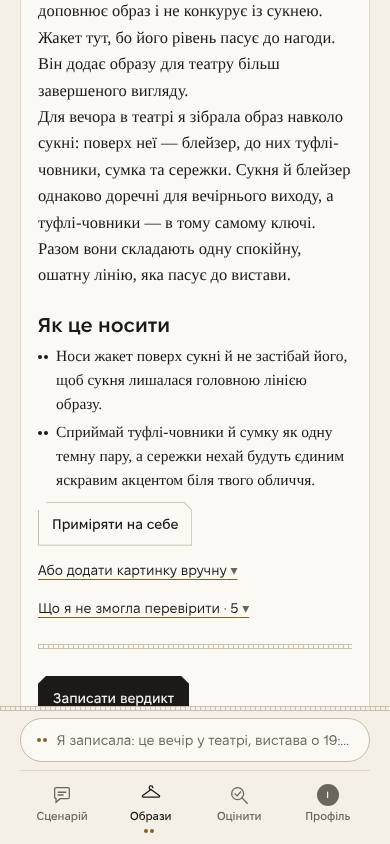 доповнює образ і не конкурує із сукнею.
Жакет тут, бо його рівень пасує до нагоди.
Він додає образу для театру більш
завершеного вигляду.
Для вечора в театрі я зібрала образ навколо
сукні: поверх неї — блейзер, до них туфлі-
човники, сумка та сережки. Сукня й блейзер
однаково доречні для вечірнього виходу, а
туфлі-човники — в тому самому ключі.
Разом вони складають одну спокійну,
ошатну лінію, яка пасує до вистави.
Як це носити
•• Носи жакет поверх сукні й не застібай його,
щоб сукня лишалася головною лінією
образу.
•• Сприймай туфлі-човники й сумку як одну
темну пару, а сережки нехай будуть єдиним
яскравим акцентом біля твого обличчя.
Приміряти на себе
Або додати картинку вручну ▾
Що я не змогла перевірити · 5 ▾
Записати вердикт
•• Я записала: це вечір у театрі, вистава о 19:...
Сценарій
Образи
Оцінити
І
Профіль